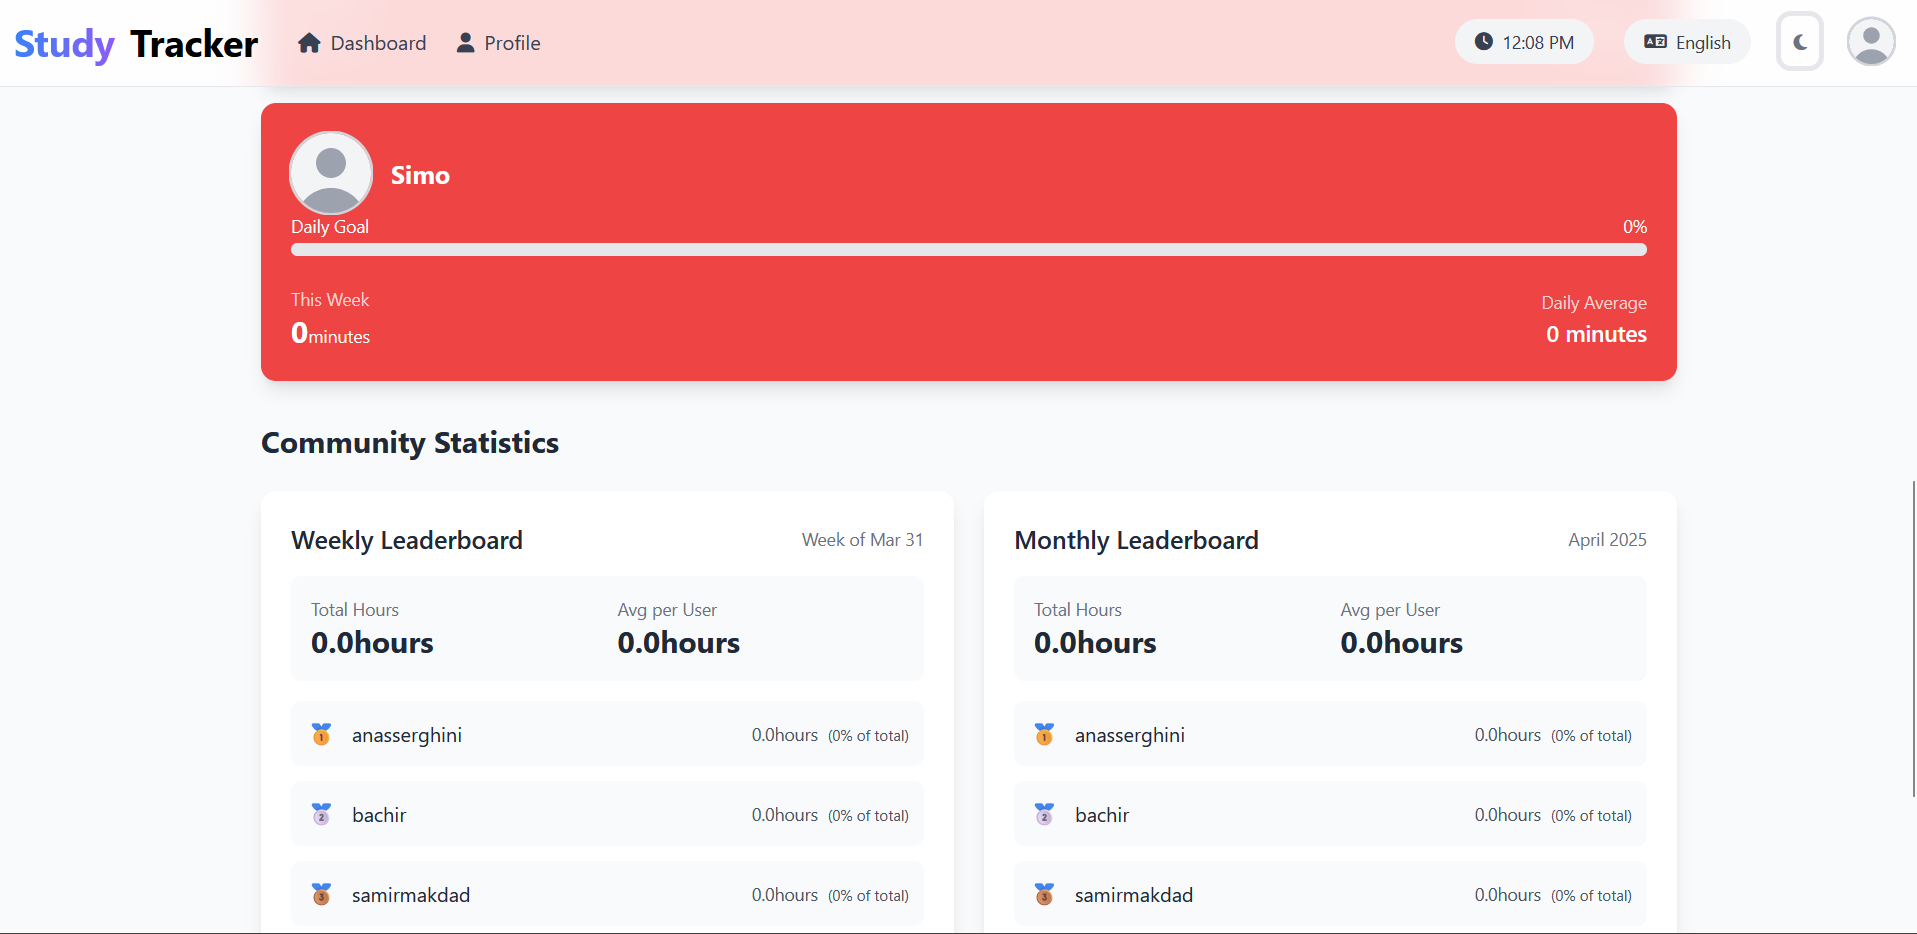 Study Tracker Dashboard Profile 12:08 PM English
Simo
Daily Goal 0%
This Week Daily Average
0minutes 0 minutes
Community Statistics
Weekly Leaderboard Week of Mar 31
Total Hours Avg per User
0.0hours 0.0hours
1 anasserghini 0.0hours (0% of total)
2 bachir 0.0hours (0% of total)
3 samirmakdad 0.0hours (0% of total)
Monthly Leaderboard April 2025
Total Hours Avg per User
0.0hours 0.0hours
1 anasserghini 0.0hours (0% of total)
2 bachir 0.0hours (0% of total)
3 samirmakdad 0.0hours (0% of total)